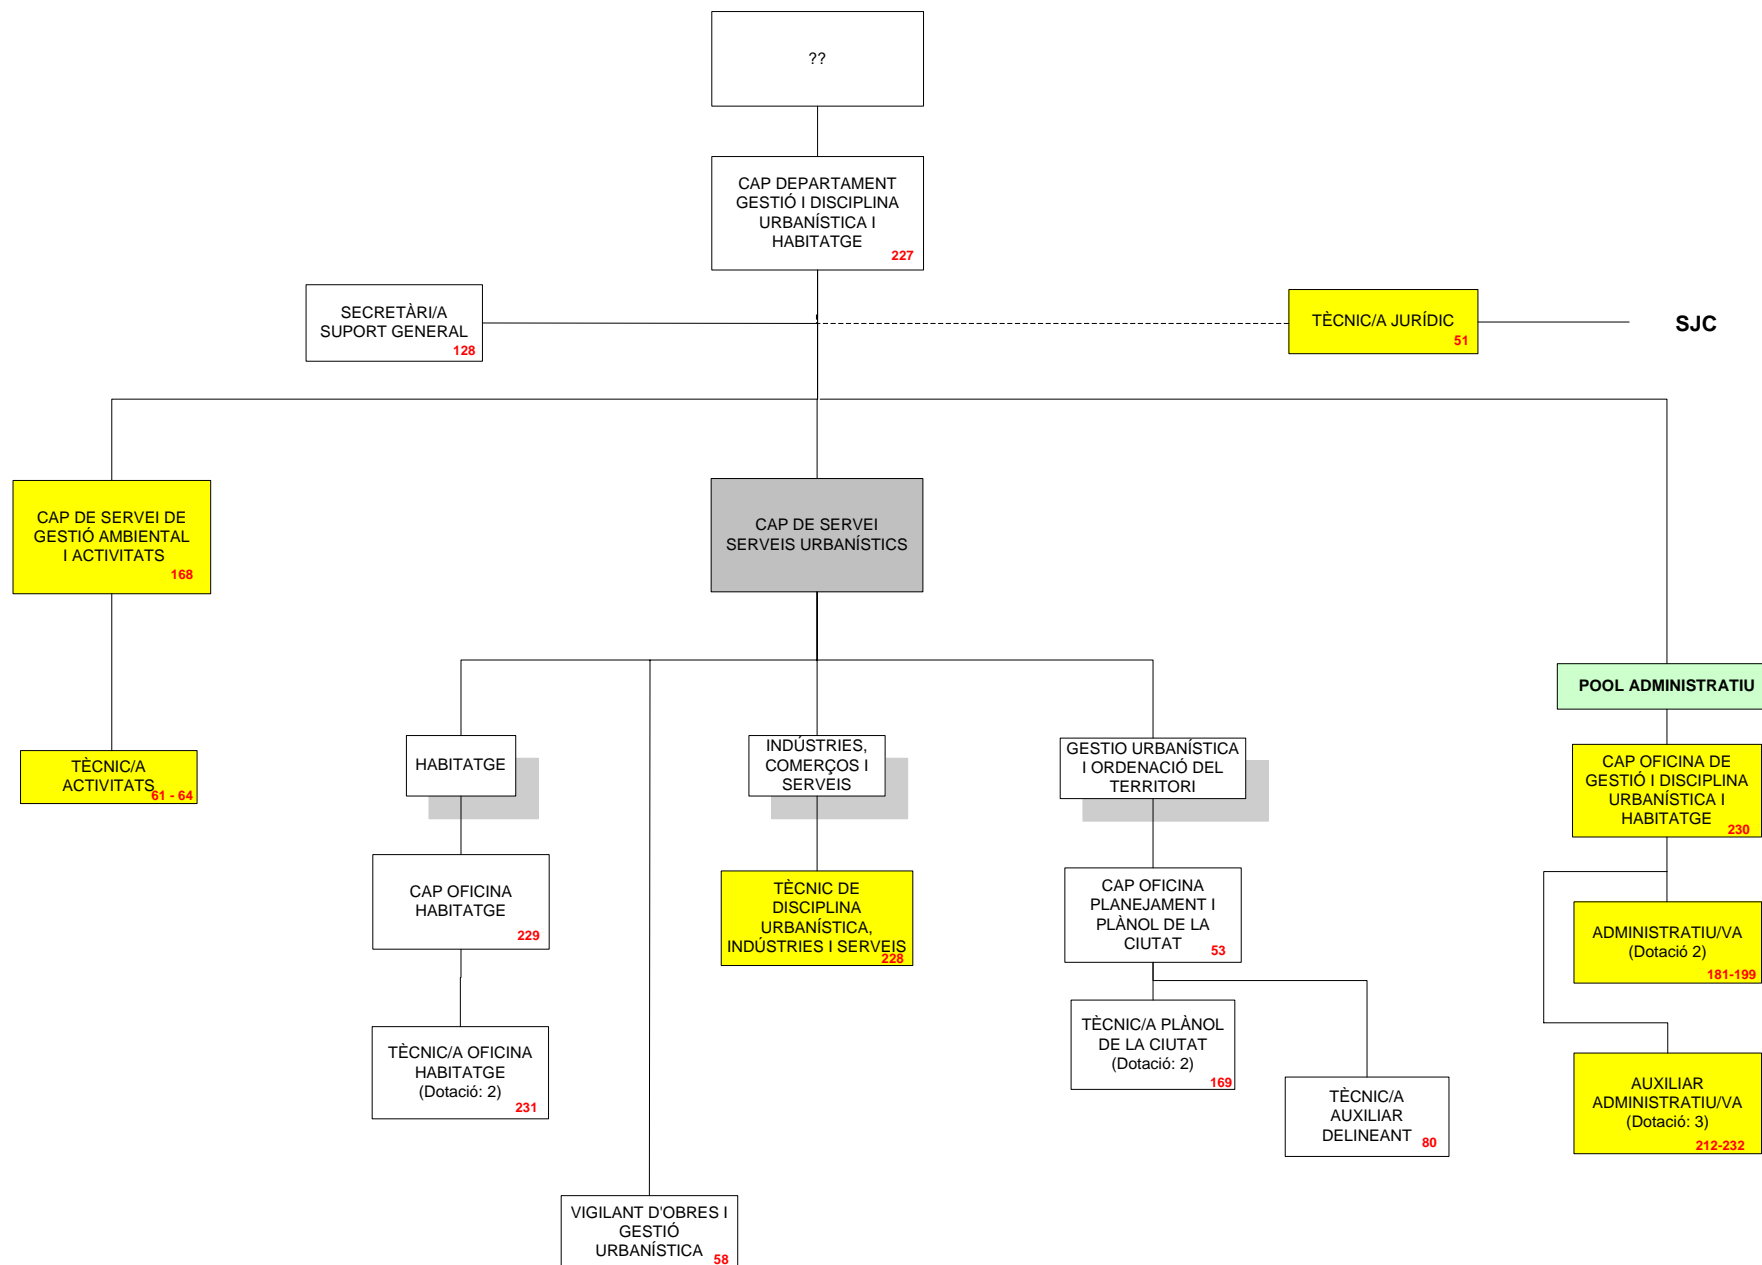 ??
CAP DEPARTAMENT
GESTIÓ I DISCIPLINA
URBANÍSTICA I
HABITATGE
227
SECRETÀRI/A
SUPORT GENERAL
128
TÈCNIC/A JURÍDIC
51
SJC
CAP DE SERVEI DE
GESTIÓ AMBIENTAL
I ACTIVITATS
168
CAP DE SERVEI
SERVEIS URBANÍSTICS
POOL ADMINISTRATIU
TÈCNIC/A
ACTIVITATS
61 - 64
HABITATGE
INDÚSTRIES,
COMERÇOS I
SERVEIS
GESTIO URBANÍSTICA
I ORDENACIÓ DEL
TERRITORI
CAP OFICINA DE
GESTIÓ I DISCIPLINA
URBANÍSTICA I
HABITATGE
230
CAP OFICINA
HABITATGE
229
TÈCNIC DE
DISCIPLINA
URBANÍSTICA,
INDÚSTRIES I SERVEIS
228
CAP OFICINA
PLANEJAMENT I
PLÀNOL DE LA
CIUTAT
53
ADMINISTRATIU/VA
(Dotació 2)
181-199
TÈCNIC/A OFICINA
HABITATGE
(Dotació: 2)
231
TÈCNIC/A PLÀNOL
DE LA CIUTAT
(Dotació: 2)
169
TÈCNIC/A
AUXILIAR
DELINEANT
80
AUXILIAR
ADMINISTRATIU/VA
(Dotació: 3)
212-232
VIGILANT D'OBRES I
GESTIÓ
URBANÍSTICA
58